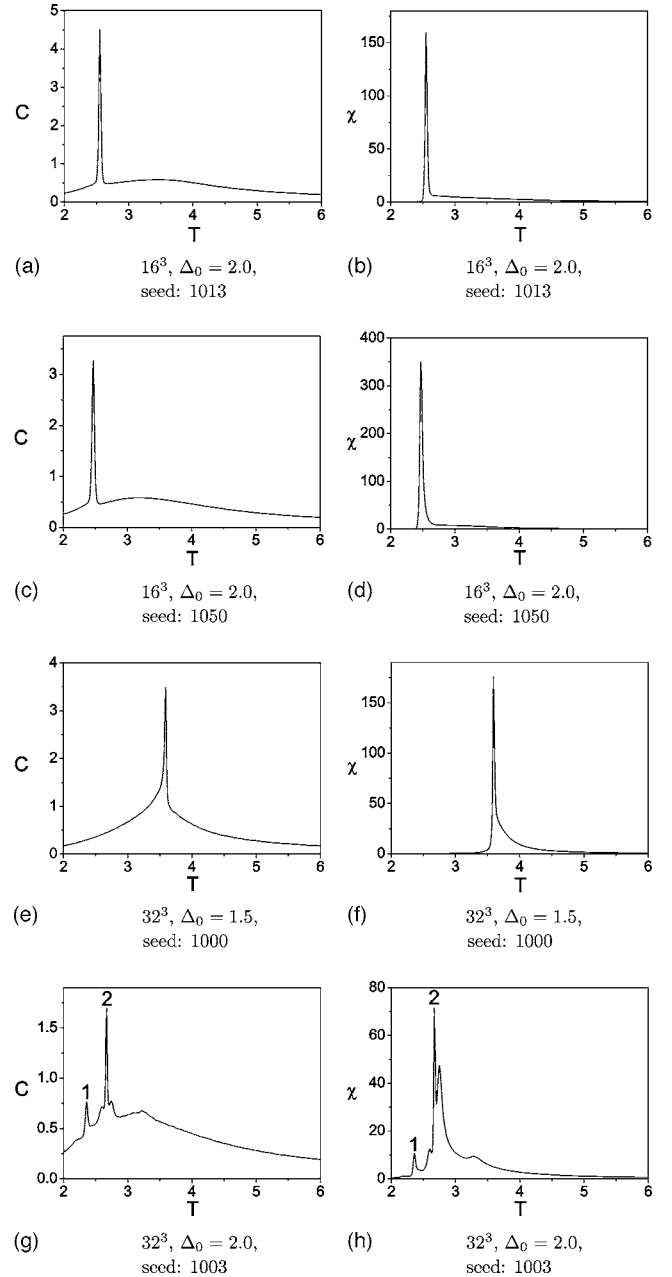 5
4
3
2
1
0
C
2 3 4 5 6
T
(a) 16³, Δ₀ = 2.0,
seed: 1013
150
100
50
0
χ
2 3 4 5 6
T
(b) 16³, Δ₀ = 2.0,
seed: 1013
3
2
1
0
C
2 3 4 5 6
T
(c) 16³, Δ₀ = 2.0,
seed: 1050
400
300
200
100
0
χ
2 3 4 5 6
T
(d) 16³, Δ₀ = 2.0,
seed: 1050
4
3
2
1
0
C
2 3 4 5 6
T
(e) 32³, Δ₀ = 1.5,
seed: 1000
150
100
50
0
χ
2 3 4 5 6
T
(f) 32³, Δ₀ = 1.5,
seed: 1000
1.5
1.0
0.5
0.0
C
1
2
2 3 4 5 6
T
(g) 32³, Δ₀ = 2.0,
seed: 1003
80
60
40
20
0
χ
1
2
2 3 4 5 6
T
(h) 32³, Δ₀ = 2.0,
seed: 1003